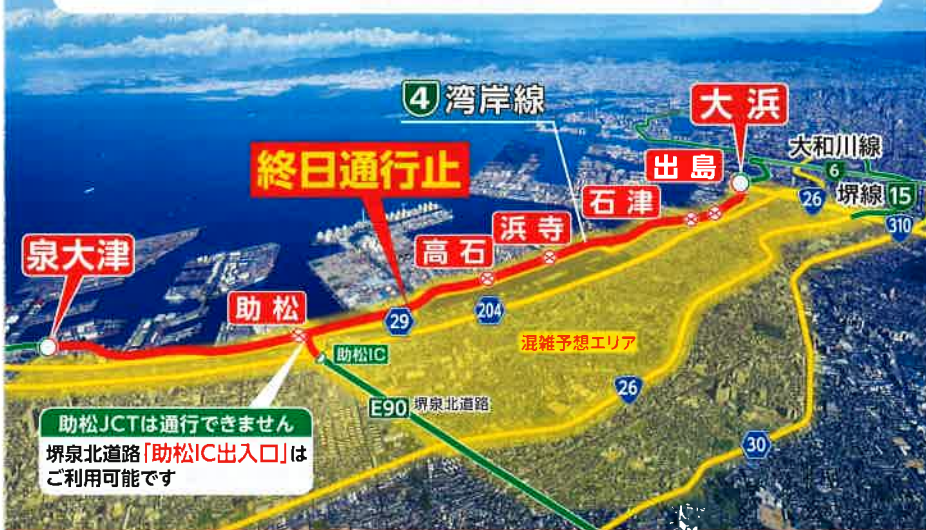 4 湾岸線
大浜
大和川線
6
堺線 15
出島
26
310
終日通行止
石津
浜寺
高石
泉大津
助松
29
204
混雑予想エリア
助松IC
26
E90 堺泉北道路
30
助松JCTは通行できません
堺泉北道路「助松IC出入口」は
ご利用可能です